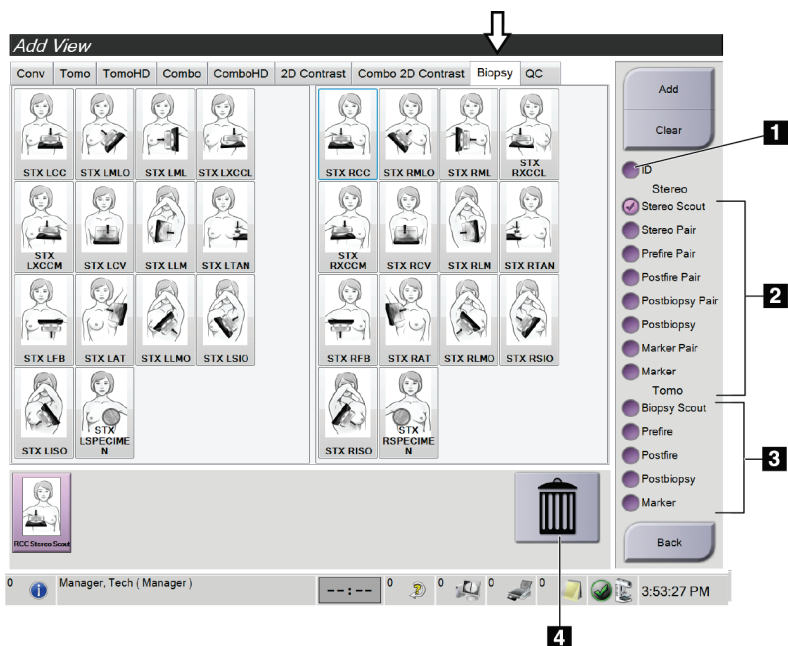 Add View
Conv Tomo TomoHD Combo ComboHD 2D Contrast Combo 2D Contrast Biopsy QC
STX LCC STX LMLO STX LML STX LXCCL
STX RCC STX RMLO STX RML STX RXCCL
STX LXCCM STX LCV STX LLM STX LTAN
STX RXCCM STX RCV STX RLM STX RTAN
STX LFB STX LAT STX LLMO STX LSIO
STX RFB STX RAT STX RLMO STX RSIO
STX LISO STX LSPECIMEN
STX RISO STX RSPECIMEN
RCC Stereo Scout
Add
Clear
ID
Stereo
Stereo Scout
Stereo Pair
Prefire Pair
Postfire Pair
Postbiopsy Pair
Postbiopsy
Marker Pair
Marker
Tomo
Biopsy Scout
Prefire
Postfire
Postbiopsy
Marker
Back
1
2
3
4
0 Manager, Tech ( Manager ) --:-- 0 0 0 0 3:53:27 PM